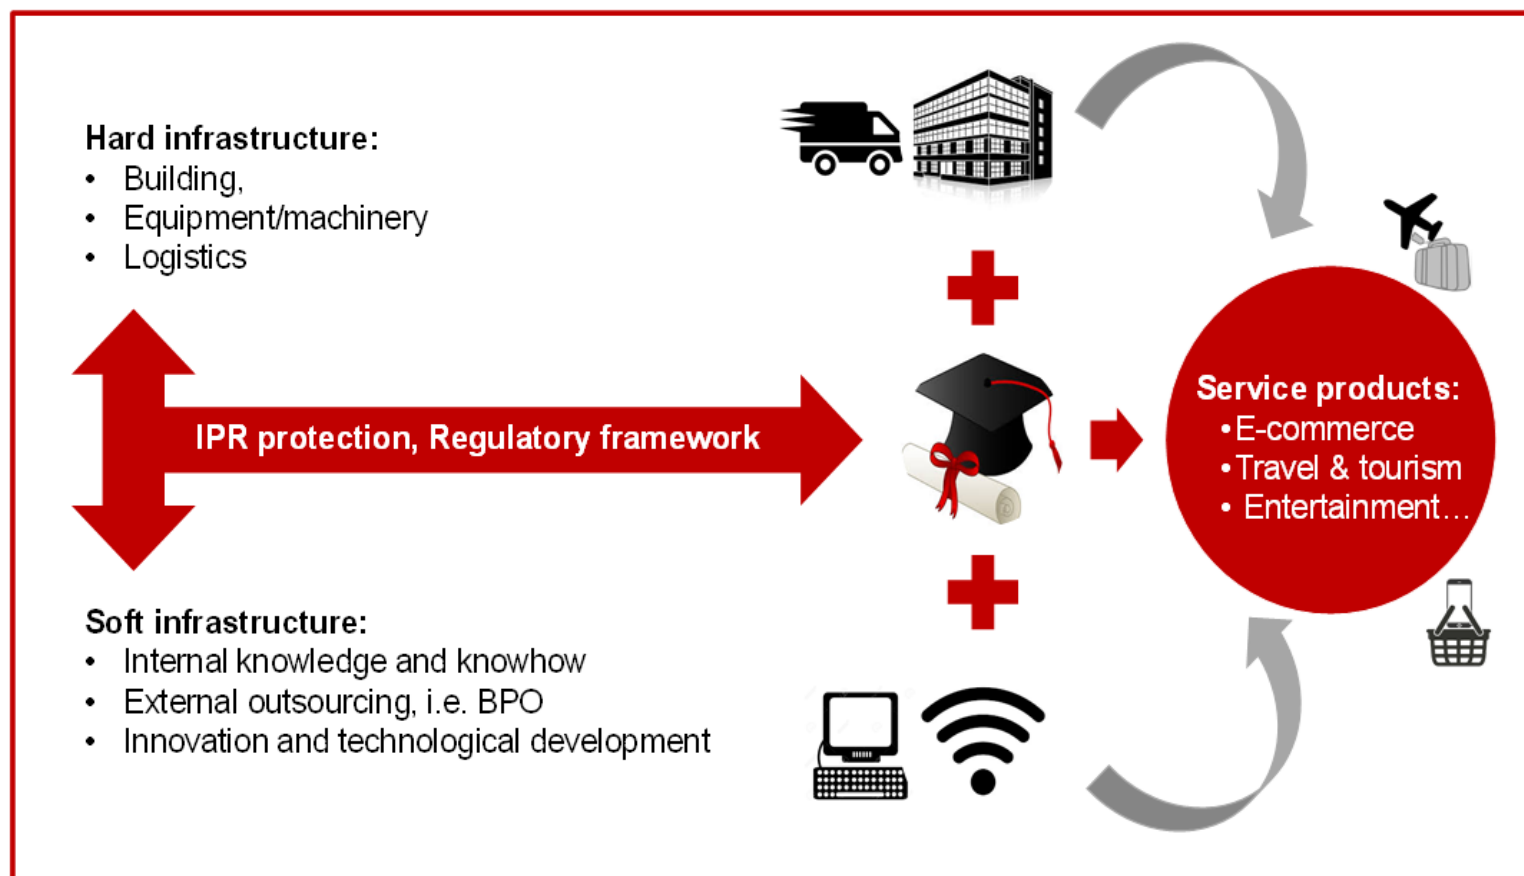 Hard infrastructure:
• Building,
• Equipment/machinery
• Logistics
IPR protection, Regulatory framework
Service products:
• E-commerce
• Travel & tourism
• Entertainment...
Soft infrastructure:
• Internal knowledge and knowhow
• External outsourcing, i.e. BPO
• Innovation and technological development